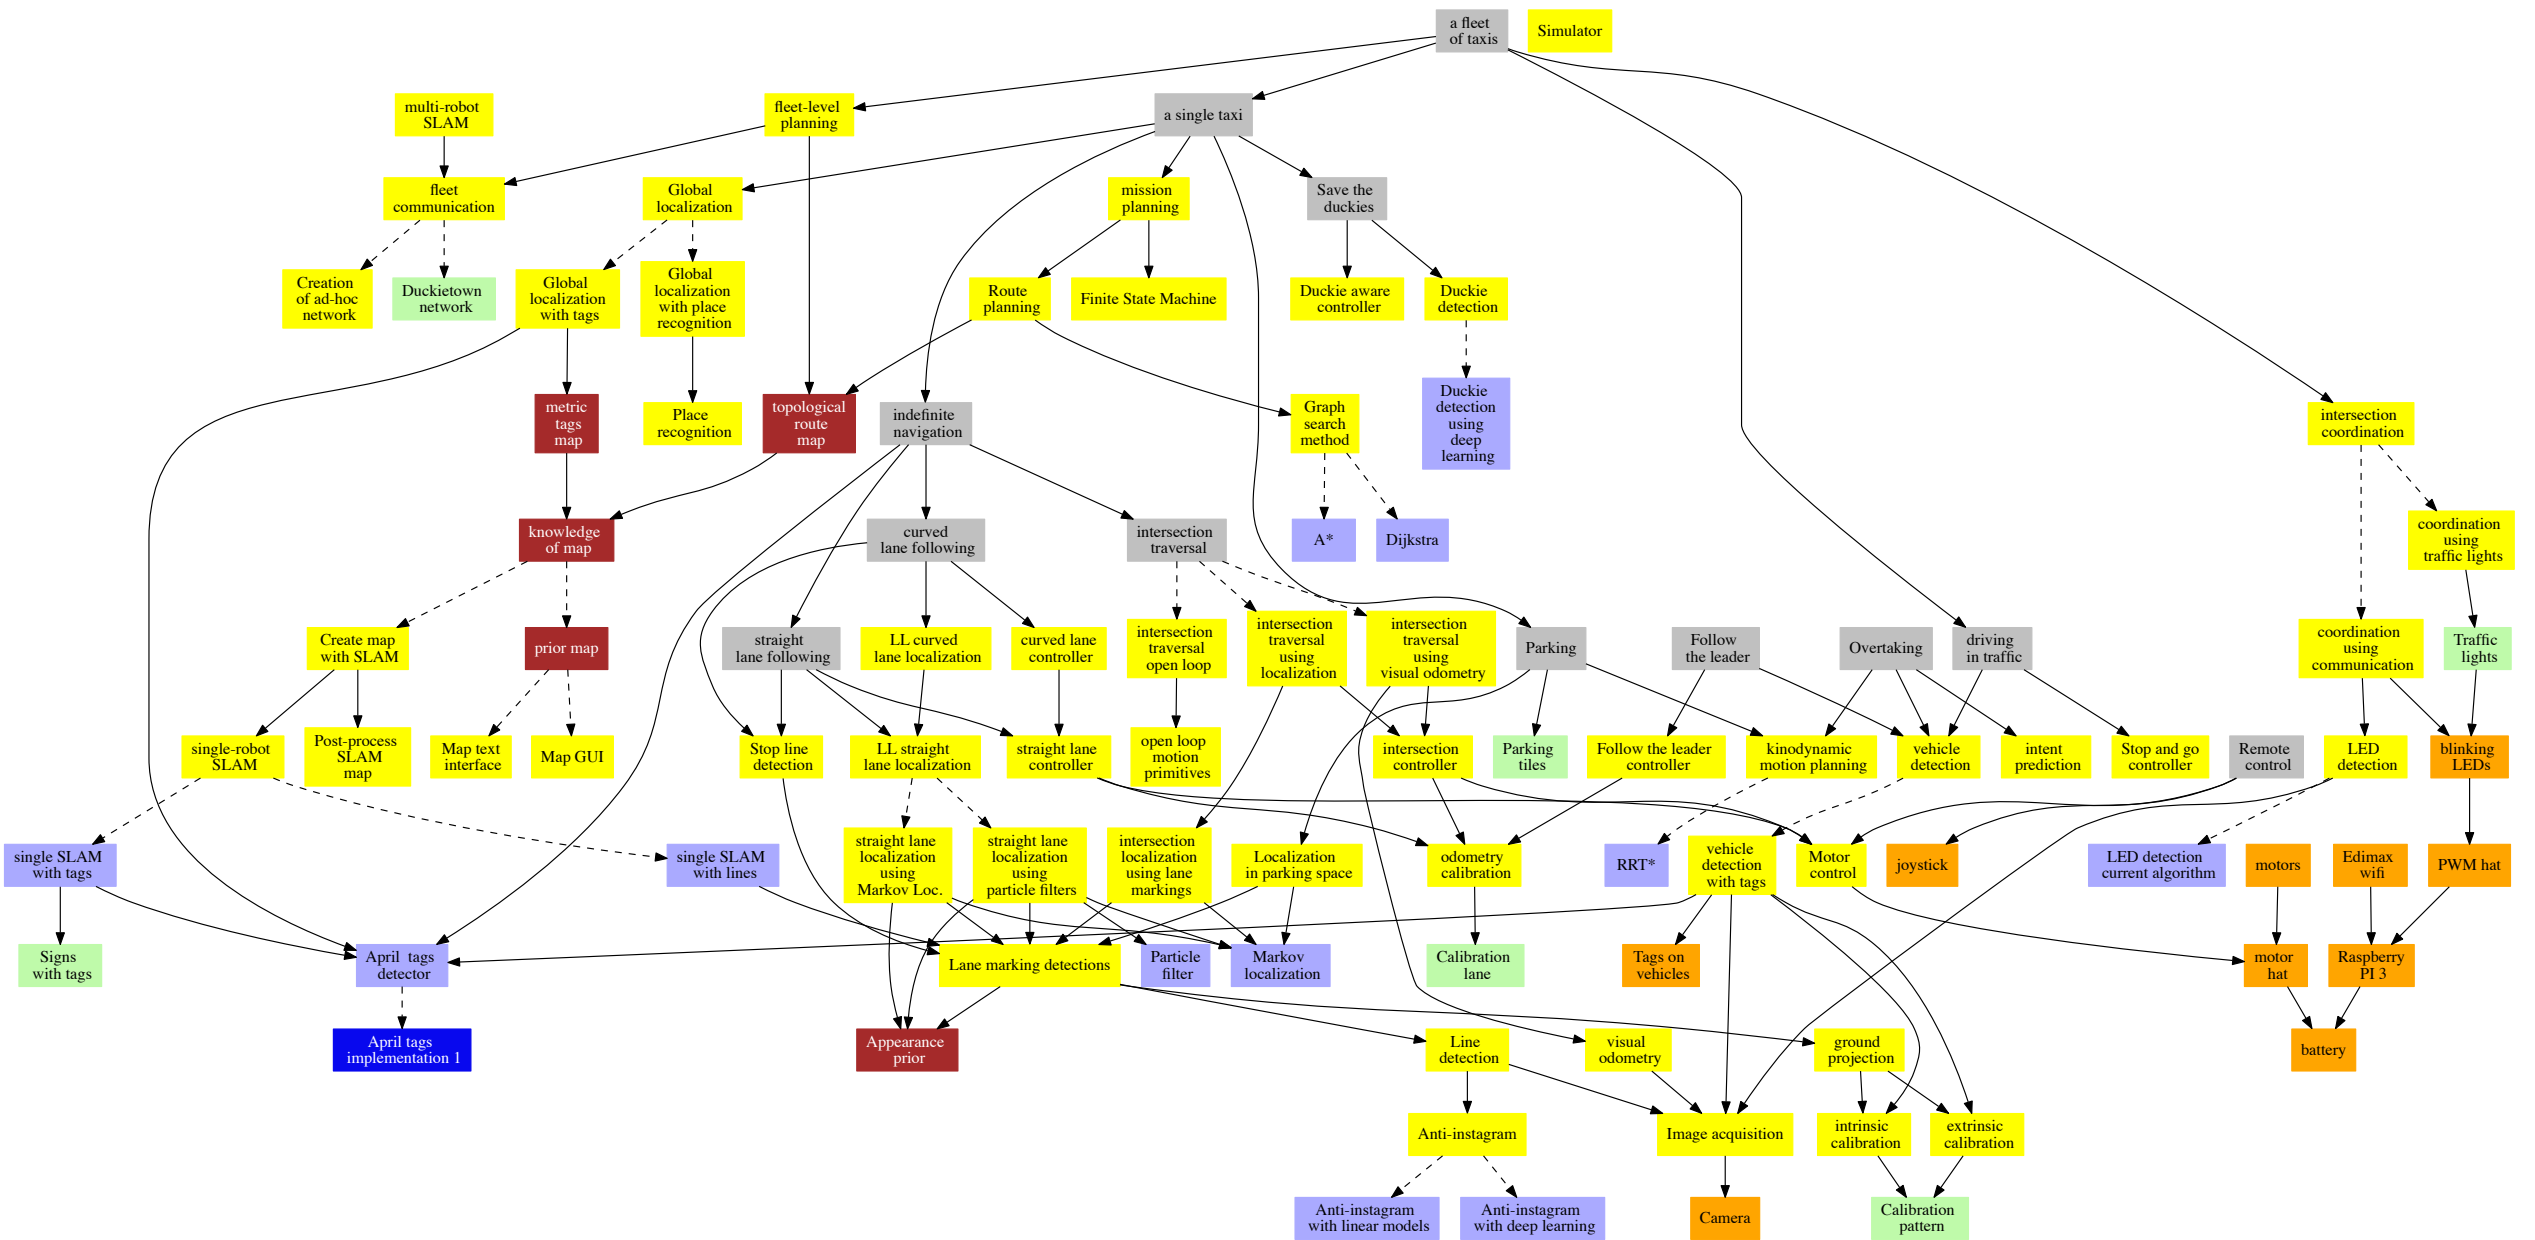 a fleet
of taxis
Simulator
multi-robot
SLAM
fleet-level
planning
a single taxi
fleet
communication
Global
localization
mission
planning
Save the
duckies
Creation
of ad-hoc
network
Duckietown
network
Global
localization
with tags
Global
localization
with place
recognition
Route
planning
Finite State Machine
Duckie aware
controller
Duckie
detection
metric
tags
map
Place
recognition
topological
route
map
indefinite
navigation
Graph
search
method
Duckie
detection
using
deep
learning
intersection
coordination
knowledge
of map
curved
lane following
intersection
traversal
A*
Dijkstra
coordination
using
traffic lights
Create map
with SLAM
prior map
straight
lane following
LL curved
lane localization
curved lane
controller
intersection
traversal
open loop
intersection
traversal
using
localization
intersection
traversal
using
visual odometry
Parking
Follow
the leader
Overtaking
driving
in traffic
coordination
using
communication
Traffic
lights
single-robot
SLAM
Post-process
SLAM
map
Map text
interface
Map GUI
Stop line
detection
LL straight
lane localization
straight lane
controller
open loop
motion
primitives
intersection
controller
Parking
tiles
Follow the leader
controller
kinodynamic
motion planning
vehicle
detection
intent
prediction
Stop and go
controller
Remote
control
LED
detection
blinking
LEDs
single SLAM
with tags
single SLAM
with lines
straight lane
localization
using
Markov Loc.
straight lane
localization
using
particle filters
intersection
localization
using lane
markings
Localization
in parking space
odometry
calibration
RRT*
vehicle
detection
with tags
Motor
control
joystick
LED detection
current algorithm
motors
Edimax
wifi
PWM hat
Signs
with tags
April tags
detector
Lane marking detections
Particle
filter
Markov
localization
Calibration
lane
Tags on
vehicles
motor
hat
Raspberry
PI 3
April tags
implementation 1
Appearance
prior
Line
detection
visual
odometry
ground
projection
battery
Anti-instagram
Image acquisition
intrinsic
calibration
extrinsic
calibration
Anti-instagram
with linear models
Anti-instagram
with deep learning
Camera
Calibration
pattern